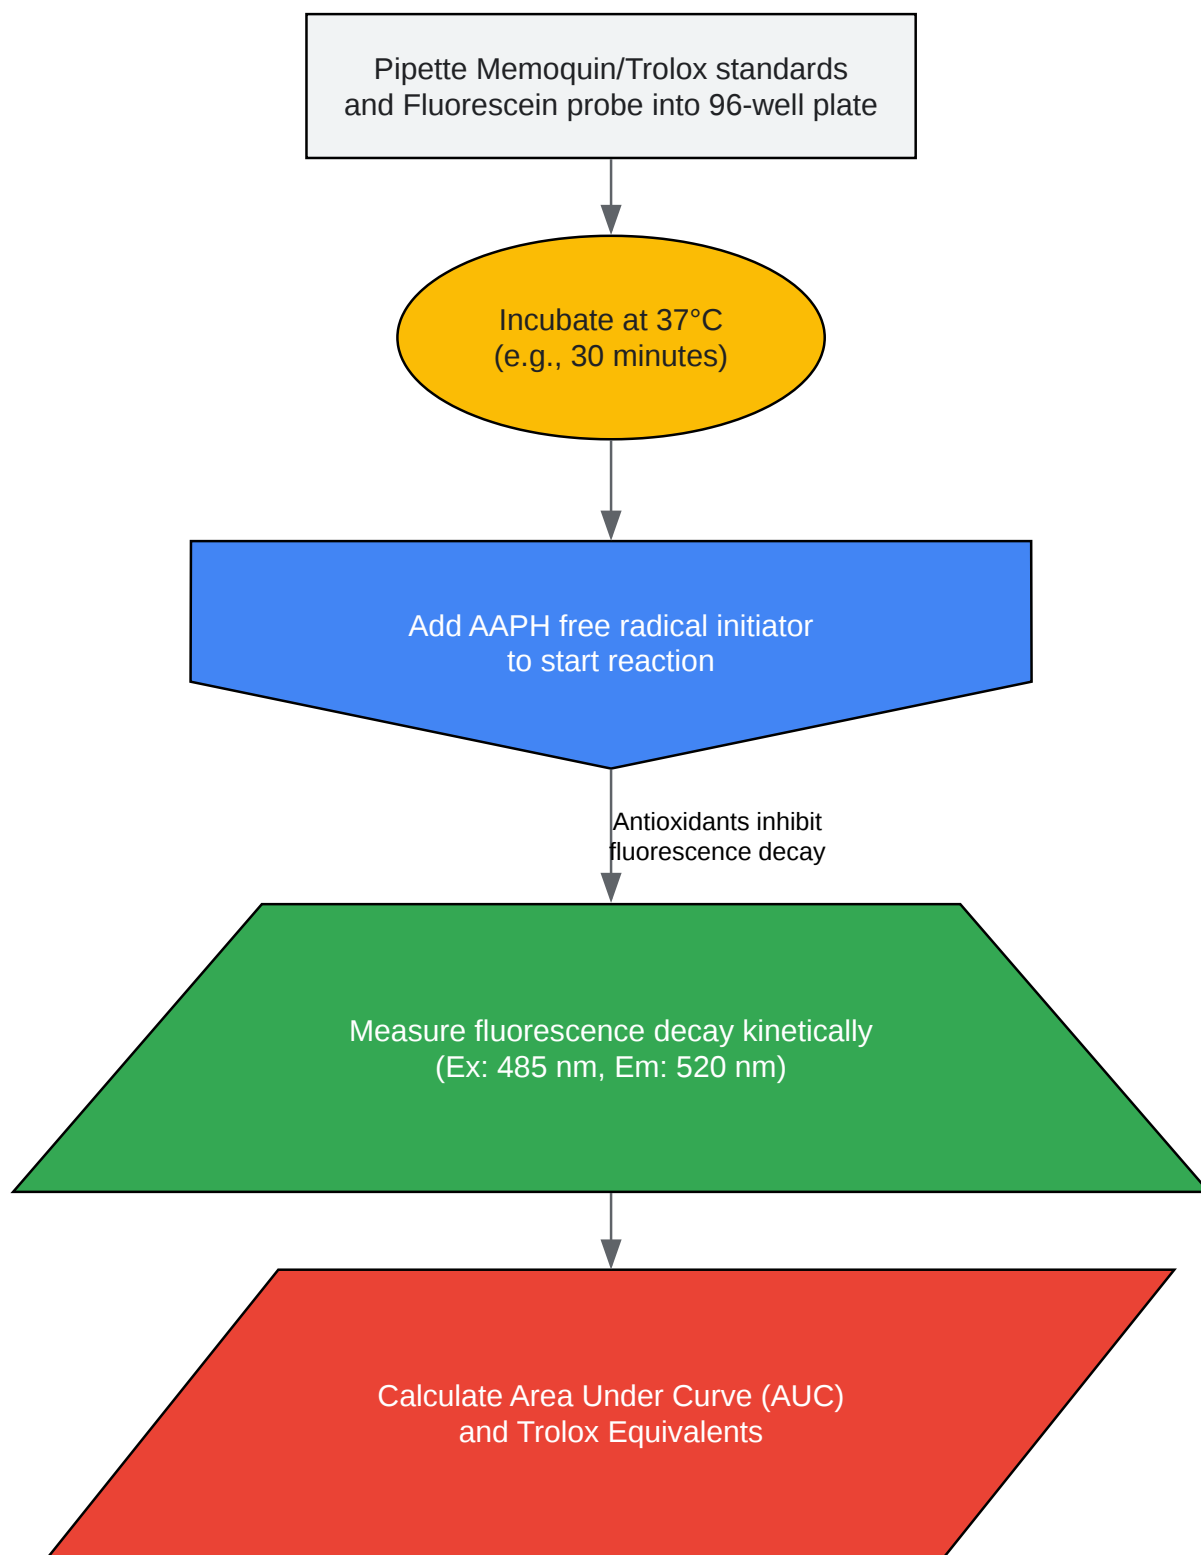 Pipette Memoquin/Trolox standards
and Fluorescein probe into 96-well plate
Incubate at 37°C
(e.g., 30 minutes)
Add AAPH free radical initiator
to start reaction
Antioxidants inhibit
fluorescence decay
Measure fluorescence decay kinetically
(Ex: 485 nm, Em: 520 nm)
Calculate Area Under Curve (AUC)
and Trolox Equivalents